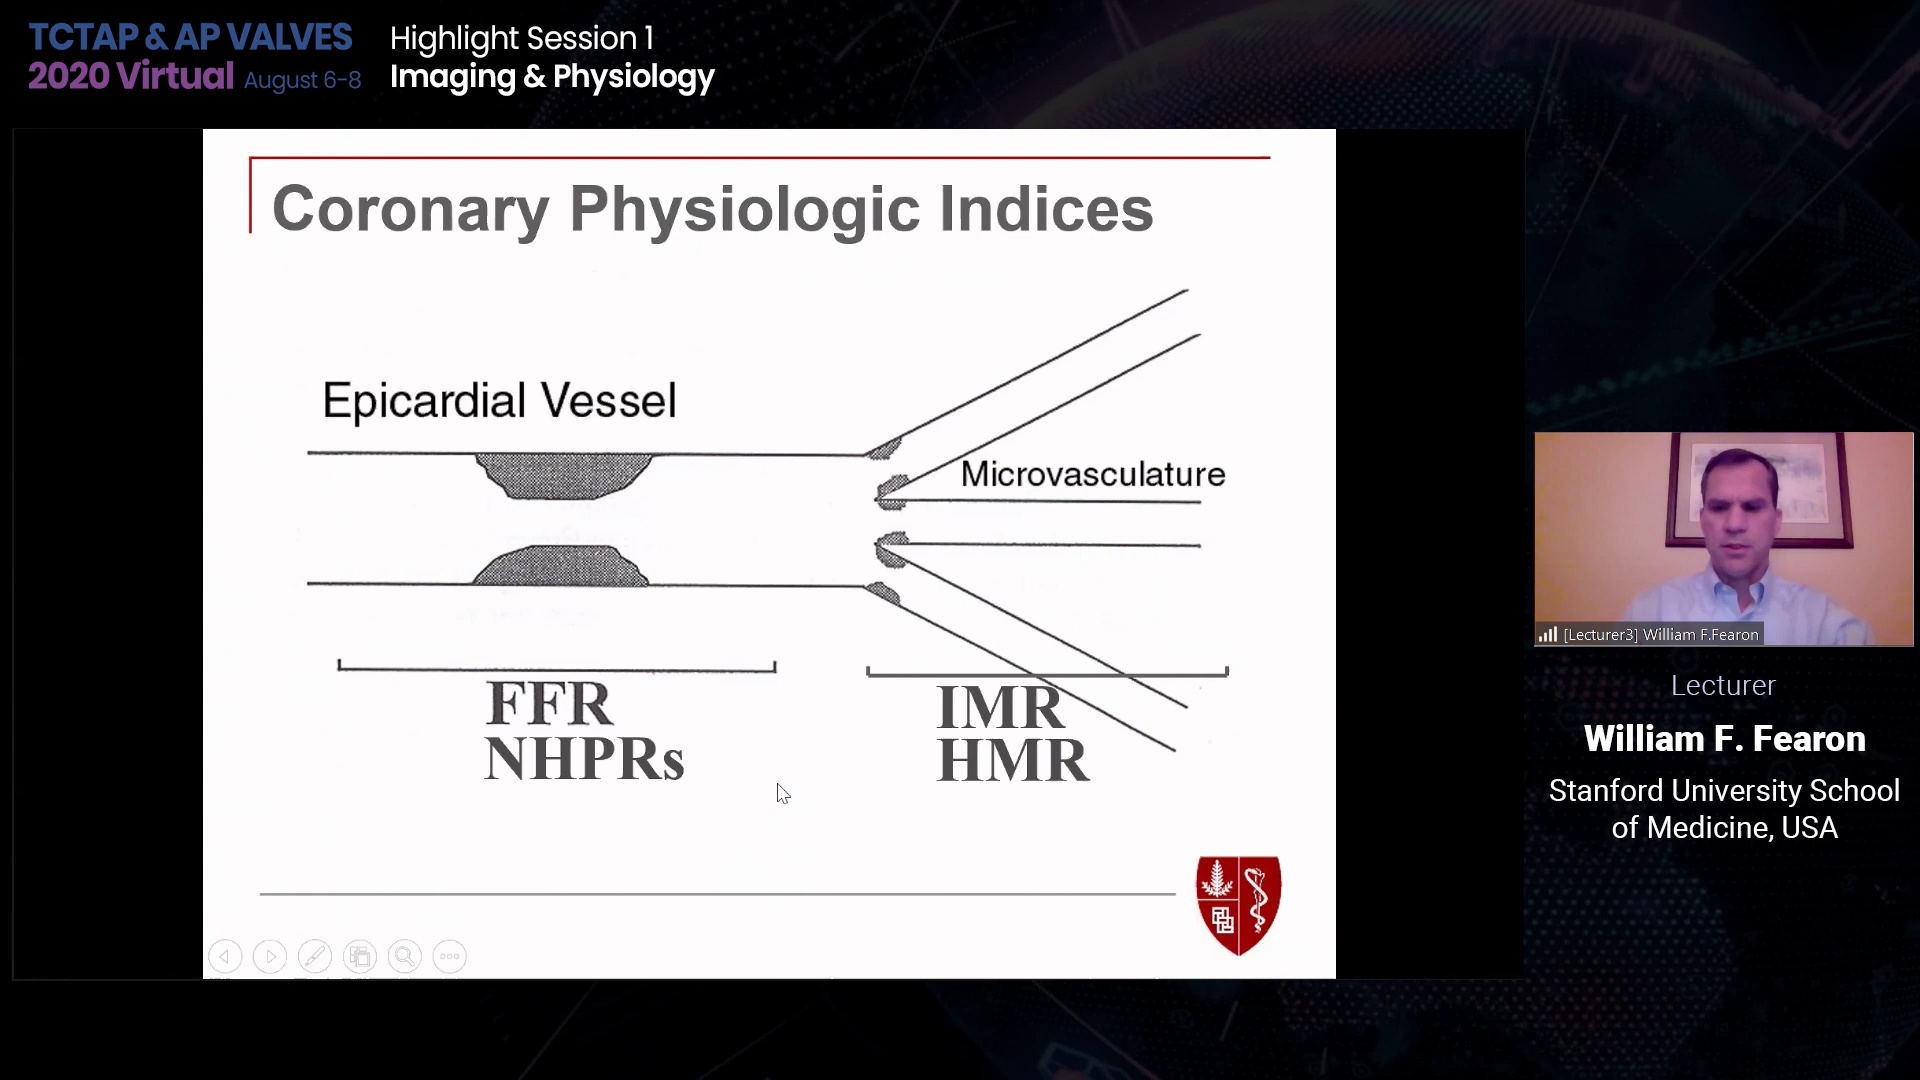 TCTAP & AP VALVES
2020 Virtual August 6-8
Highlight Session 1
Imaging & Physiology
Coronary Physiologic Indices
Epicardial Vessel
Microvasculature
FFR
NHPRs
IMR
HMR
[Lecturer3] William F.Fearon
Lecturer
William F. Fearon
Stanford University School
of Medicine, USA